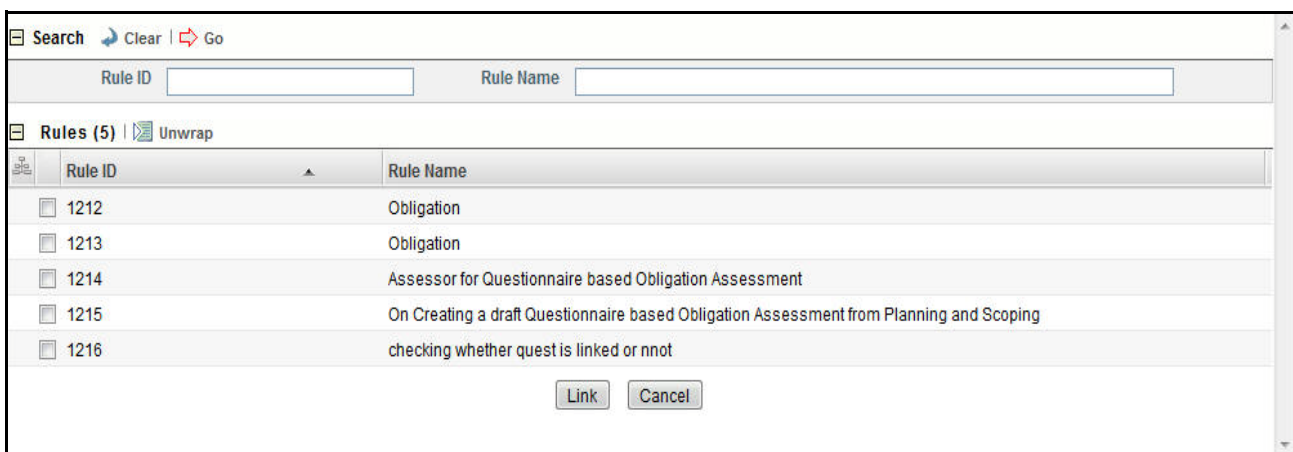 Search Clear | Go
Rule ID Rule Name
Rules (5) | Unwrap
Rule ID Rule Name
1212 Obligation
1213 Obligation
1214 Assessor for Questionnaire based Obligation Assessment
1215 On Creating a draft Questionnaire based Obligation Assessment from Planning and Scoping
1216 checking whether quest is linked or nnot
Link Cancel